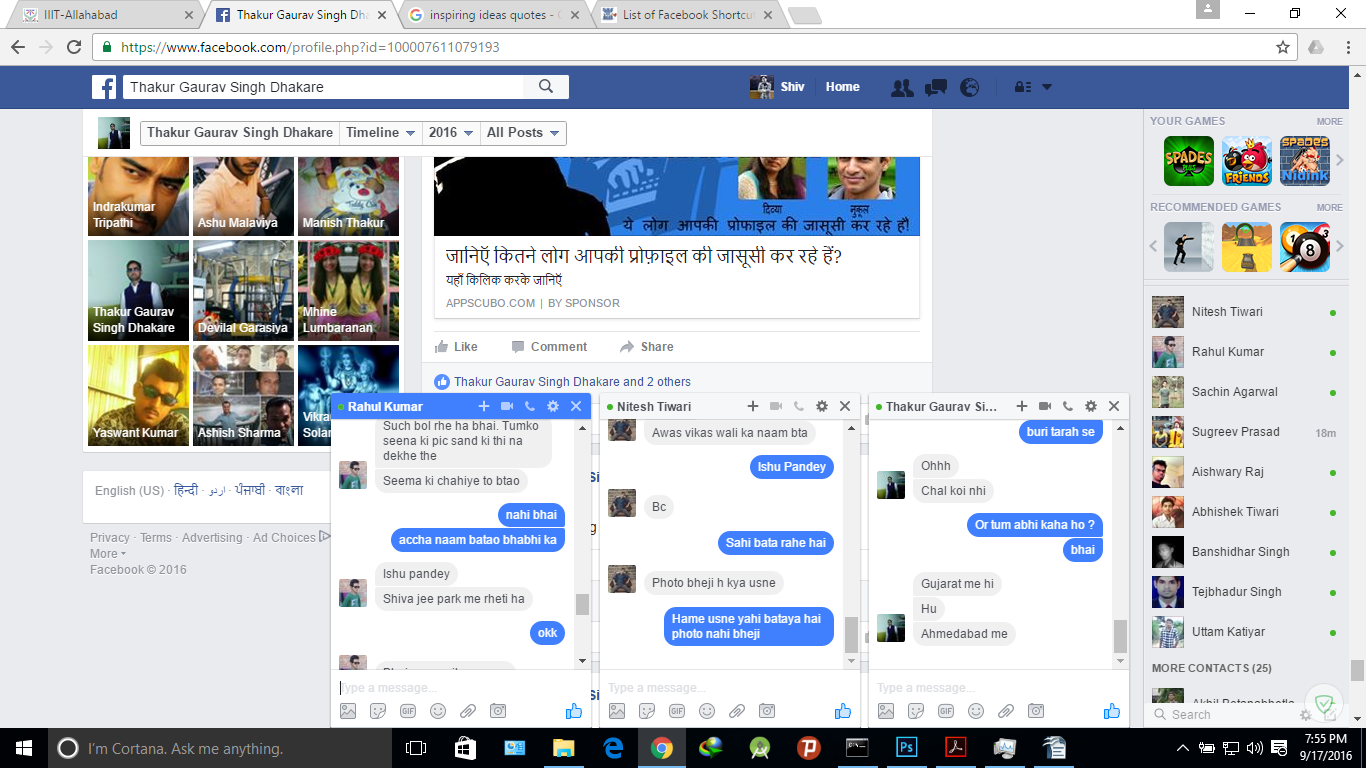 IIIT-Allahabad
Thakur Gaurav Singh Dha
inspiring ideas quotes - G
List of Facebook Shortcu
https://www.facebook.com/profile.php?id=100007611079193
Thakur Gaurav Singh Dhakare
Shiv
Home
Thakur Gaurav Singh Dhakare
Timeline
2016
All Posts
Indrakumar
Tripathi
Ashu Malaviya
Manish Thakur
Thakur Gaurav
Singh Dhakare
Devilal Garasiya
Mhine
Lumbaranan
Yaswant Kumar
Ashish Sharma
Vikra
Solan
English (US) · हिन्दी · اردو · ਪੰਜਾਬੀ · বাংলা
Privacy · Terms · Advertising · Ad Choices
More
Facebook © 2016
दिव्या
नुकूल
ये लोग आपकी प्रोफाइल की जासूसी कर रहे हैं!
जानिऍ कितने लोग आपकी प्रोफ़ाइल की जासूसी कर रहे हें?
यहाँ किलिक करके जानिऍ
APPSCUBO.COM | BY SPONSOR
Like
Comment
Share
Thakur Gaurav Singh Dhakare and 2 others
Rahul Kumar
Such bol rhe ha bhai. Tumko
seena ki pic sand ki thi na
dekhe the
Seema ki chahiye to btao
nahi bhai
accha naam batao bhabhi ka
Ishu pandey
Shiva jee park me rheti ha
okk
Type a message...
GIF
Nitesh Tiwari
Awas vikas wali ka naam bta
Ishu Pandey
Bc
Sahi bata rahe hai
Photo bheji h kya usne
Hame usne yahi bataya hai
photo nahi bheji
Type a message...
GIF
Thakur Gaurav Si...
buri tarah se
Ohhh
Chal koi nhi
Or tum abhi kaha ho ?
bhai
Gujarat me hi
Hu
Ahmedabad me
Type a message...
GIF
YOUR GAMES
MORE
SPADES
PLUS
FRIENDS
SPADES
Nidink
RECOMMENDED GAMES
MORE
8
Nitesh Tiwari
Rahul Kumar
Sachin Agarwal
Sugreev Prasad
18m
Aishwary Raj
Abhishek Tiwari
Banshidhar Singh
Tejbhadur Singh
Uttam Katiyar
MORE CONTACTS (25)
Search
I'm Cortana. Ask me anything.
Ps
7:55 PM
9/17/2016